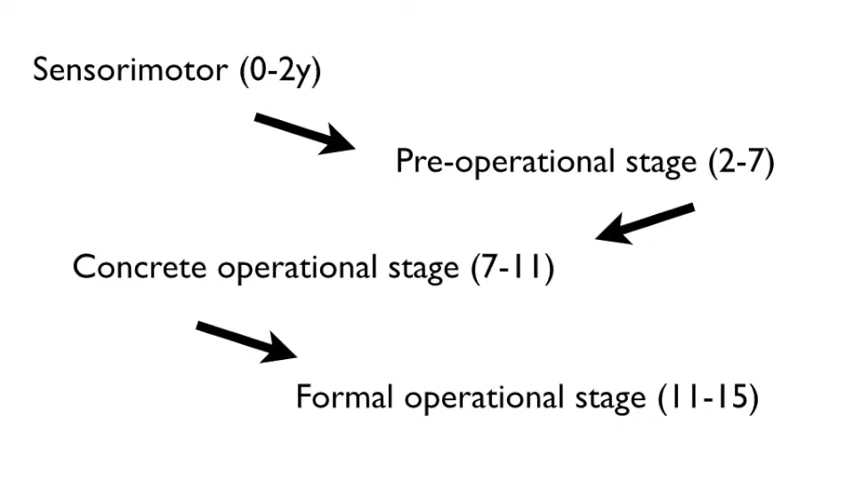 Sensorimotor (0-2y)
Pre-operational stage (2-7)
Concrete operational stage (7-11)
Formal operational stage (11-15)